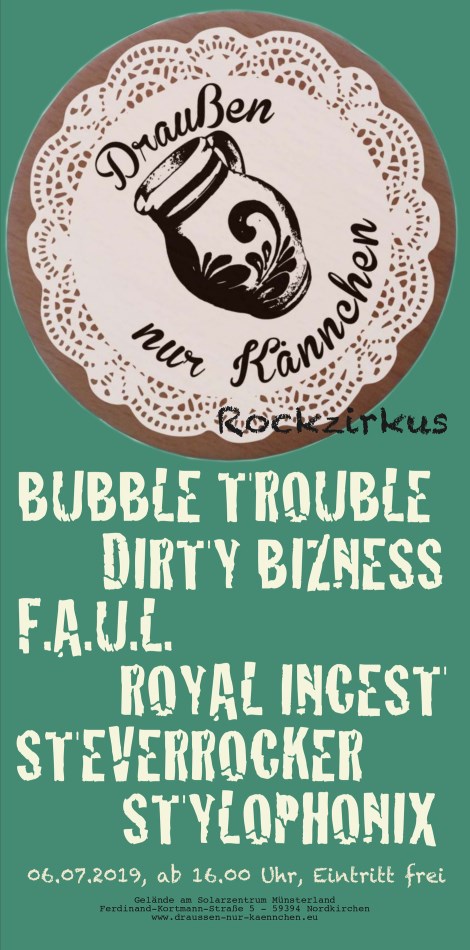 Draußen
nur Kännchen
Rockzirkus
BUBBLE TROUBLE
DIRTY BIZNESS
F.A.U.L.
ROYAL INCEST
STEVERROCKER
STYLOPHONIX
06.07.2019, ab 16.00 Uhr, Eintritt frei
Gelände am Solarzentrum Münsterland
Ferdinand-Kortmann-Straße 5 - 59394 Nordkirchen
www.draussen-nur-kaennchen.eu